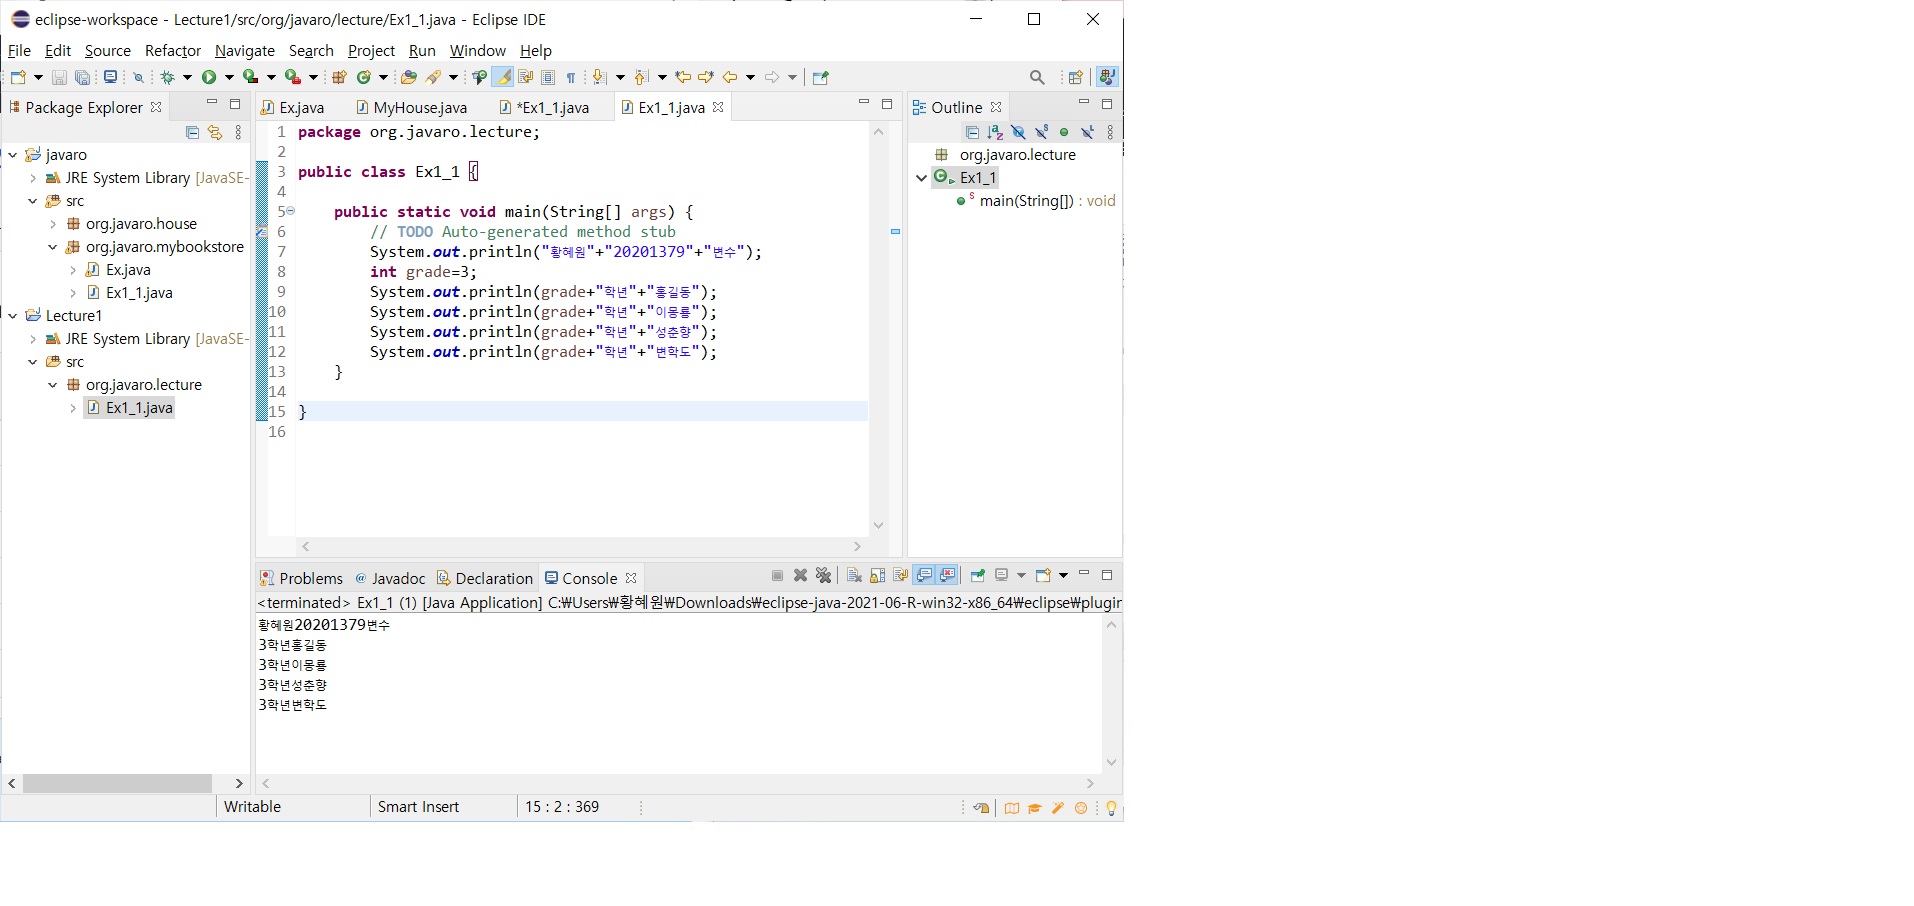 eclipse-workspace - Lecture1/src/org/javaro/lecture/Ex1_1.java - Eclipse IDE
File Edit Source Refactor Navigate Search Project Run Window Help
Package Explorer
javaro
JRE System Library [JavaSE-
src
org.javaro.house
org.javaro.mybookstore
Ex.java
Ex1_1.java
Lecture1
JRE System Library [JavaSE-
src
org.javaro.lecture
Ex1_1.java
Ex.java MyHouse.java *Ex1_1.java Ex1_1.java
1 package org.javaro.lecture;
2
3 public class Ex1_1 {
4
5 public static void main(String[] args) {
6 // TODO Auto-generated method stub
7 System.out.println("황혜원"+"20201379"+"변수");
8 int grade=3;
9 System.out.println(grade+"학년"+"홍길동");
10 System.out.println(grade+"학년"+"이몽룡");
11 System.out.println(grade+"학년"+"성춘향");
12 System.out.println(grade+"학년"+"변학도");
13 }
14
15 }
16
Outline
org.javaro.lecture
Ex1_1
main(String[]) : void
Problems @ Javadoc Declaration Console
<terminated> Ex1_1 (1) [Java Application] C:₩Users₩황혜원₩Downloads₩eclipse-java-2021-06-R-win32-x86_64₩eclipse₩plugin
황혜원20201379변수
3학년홍길동
3학년이몽룡
3학년성춘향
3학년변학도
Writable Smart Insert 15 : 2 : 369